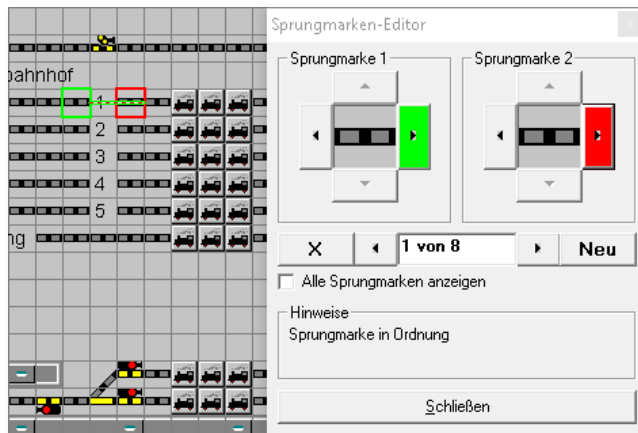 Sprungmarken-Editor
Sprungmarke 1
Sprungmarke 2
bahnhof
1
2
3
4
5
X
1 von 8
Neu
Alle Sprungmarken anzeigen
Hinweise
Sprungmarke in Ordnung
Schließen